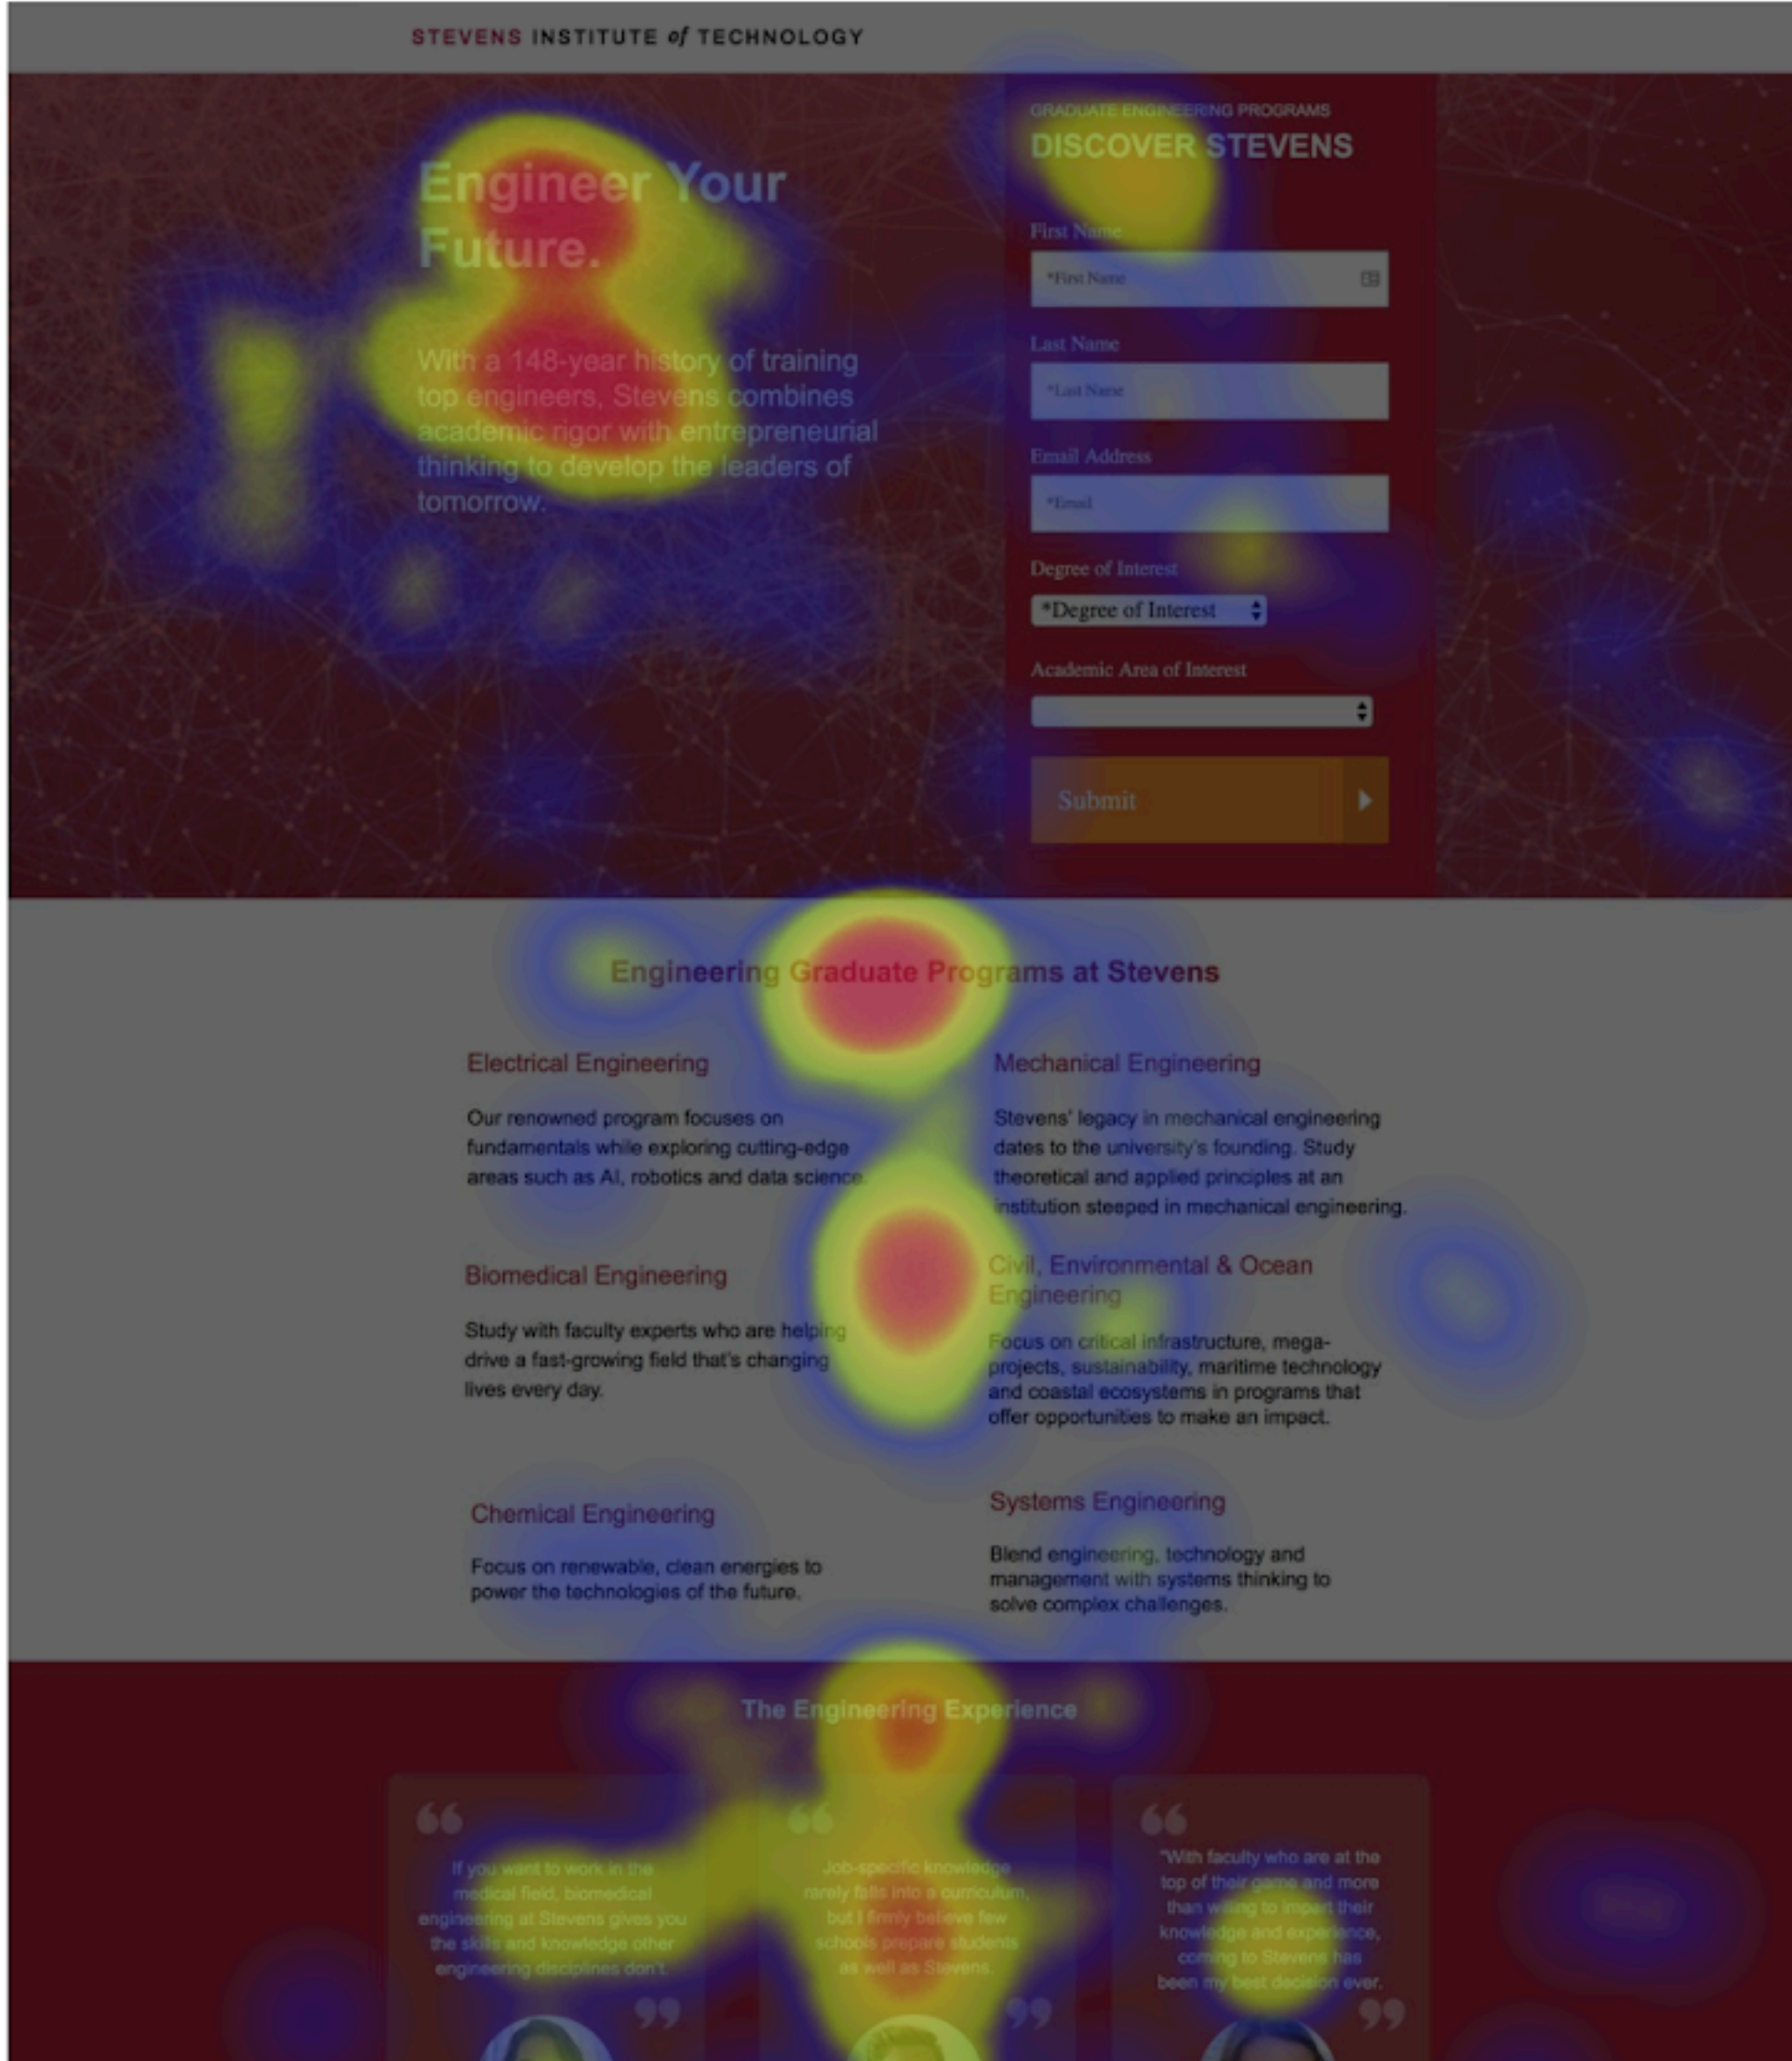 STEVENS INSTITUTE of TECHNOLOGY
Engineer Your
Future.
With a 148-year history of training
top engineers, Stevens combines
academic rigor with entrepreneurial
thinking to develop the leaders of
tomorrow.
GRADUATE ENGINEERING PROGRAMS
DISCOVER STEVENS
First Name
*First Name
Last Name
*Last Name
Email Address
*Email
Degree of Interest
*Degree of Interest
Academic Area of Interest
Submit
Engineering Graduate Programs at Stevens
Electrical Engineering
Our renowned program focuses on
fundamentals while exploring cutting-edge
areas such as AI, robotics and data science.
Mechanical Engineering
Stevens' legacy in mechanical engineering
dates to the university's founding. Study
theoretical and applied principles at an
institution steeped in mechanical engineering.
Biomedical Engineering
Study with faculty experts who are helping
drive a fast-growing field that's changing
lives every day.
Civil, Environmental & Ocean
Engineering
Focus on critical infrastructure, mega-
projects, sustainability, maritime technology
and coastal ecosystems in programs that
offer opportunities to make an impact.
Chemical Engineering
Focus on renewable, clean energies to
power the technologies of the future.
Systems Engineering
Blend engineering, technology and
management with systems thinking to
solve complex challenges.
The Engineering Experience
“
If you want to work in the
medical field, biomedical
engineering at Stevens gives you
the skills and knowledge other
engineering disciplines don't.
”
“
Job-specific knowledge
rarely falls into a curriculum,
but I firmly believe few
schools prepare students
as well as Stevens.
”
“
"With faculty who are at the
top of their game and more
than willing to impart their
knowledge and experience,
coming to Stevens has
been my best decision ever.
”